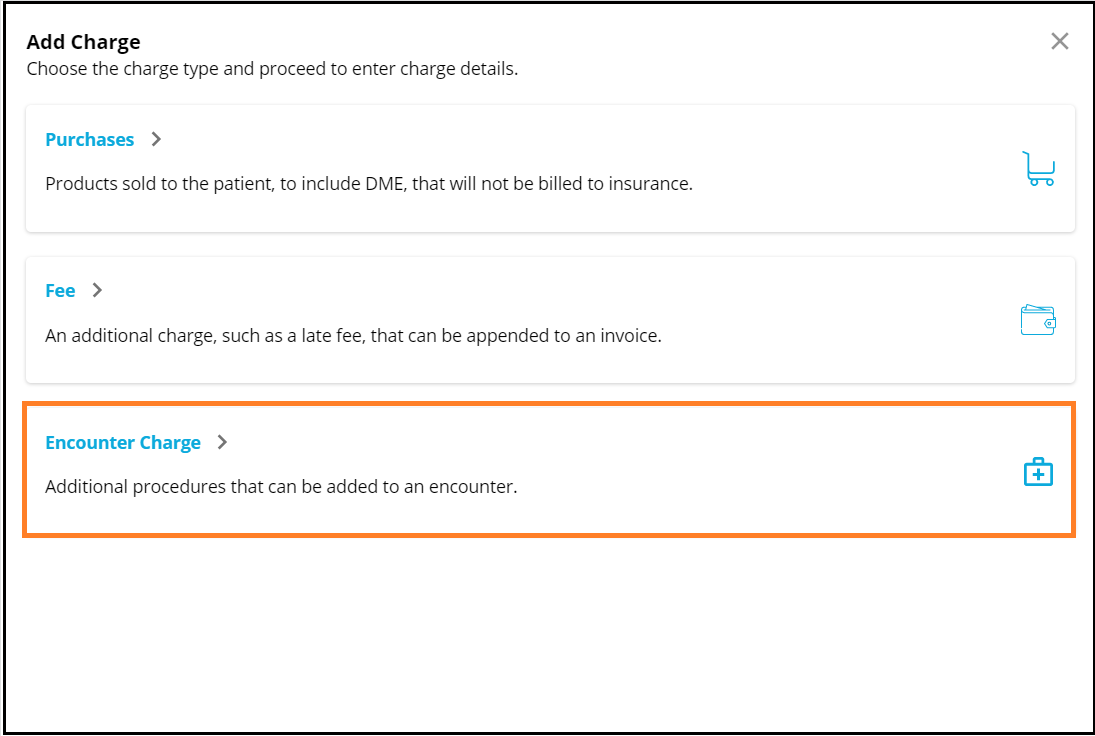 Add Charge
Choose the charge type and proceed to enter charge details.
Purchases
Products sold to the patient, to include DME, that will not be billed to insurance.
Fee
An additional charge, such as a late fee, that can be appended to an invoice.
Encounter Charge
Additional procedures that can be added to an encounter.